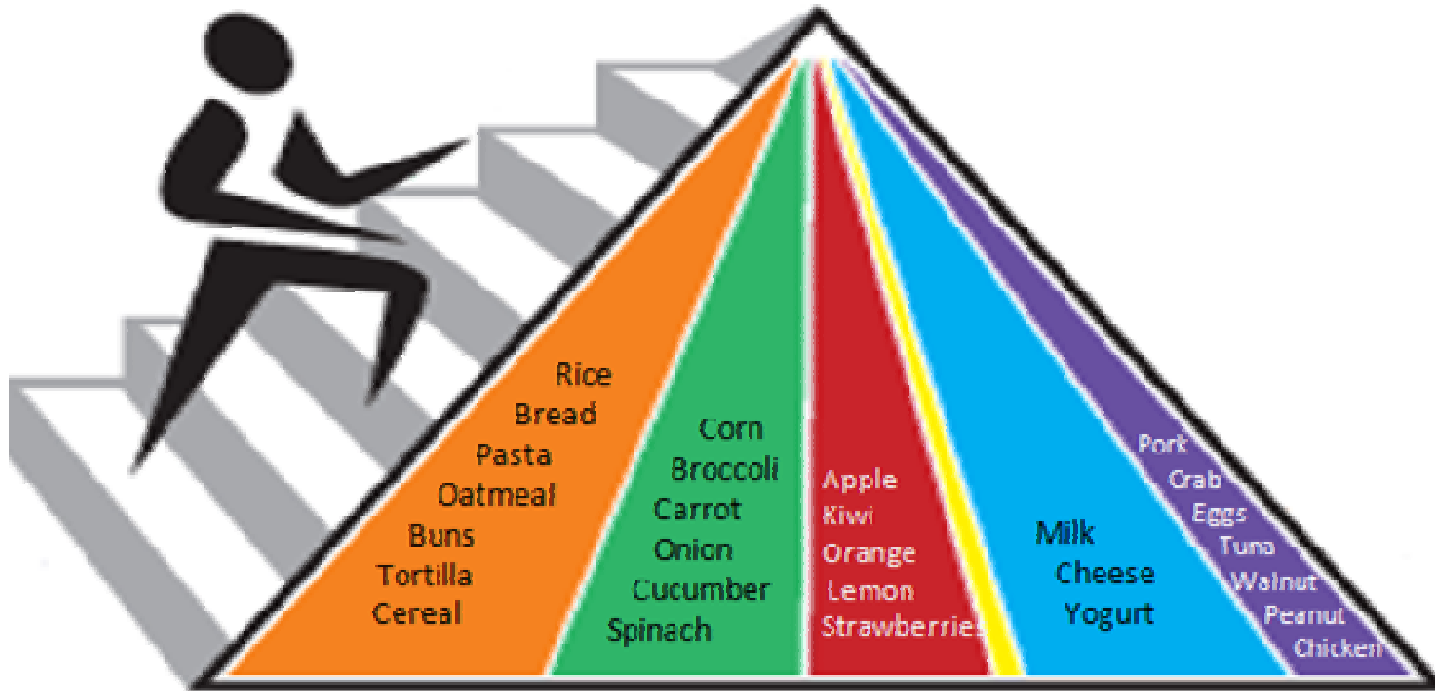 Rice
Bread
Pasta
Oatmeal
Buns
Tortilla
Cereal
Corn
Broccoli
Carrot
Onion
Cucumber
Spinach
Apple
Kiwi
Orange
Lemon
Strawberries
Milk
Cheese
Yogurt
Pork
Crab
Eggs
Tuna
Walnut
Peanut
Chicken